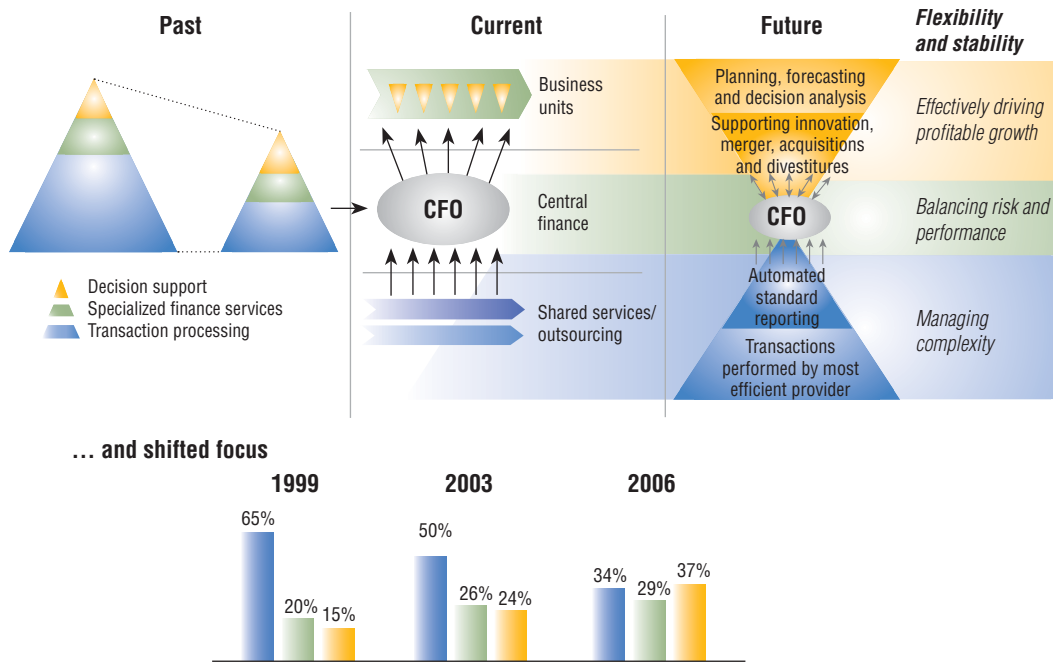 Past
Current
Future
Flexibility
and stability
Business
units
Planning, forecasting
and decision analysis
Supporting innovation,
merger, acquisitions
and divestitures
Effectively driving
profitable growth
CFO
Central
finance
CFO
Balancing risk and
performance
Decision support
Specialized finance services
Transaction processing
Shared services/
outsourcing
Automated
standard
reporting
Transactions
performed by most
efficient provider
Managing
complexity
... and shifted focus
1999
2003
2006
65%
20%
15%
50%
26%
24%
34%
29%
37%